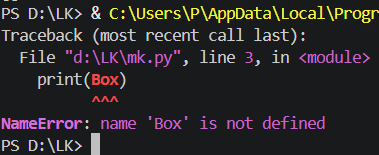 PS D:\LK> & C:\Users\P\AppData\Local\Progr
Traceback (most recent call last):
  File "d:\LK\mk.py", line 3, in <module>
    print(Box)
          ^^^
NameError: name 'Box' is not defined
PS D:\LK>